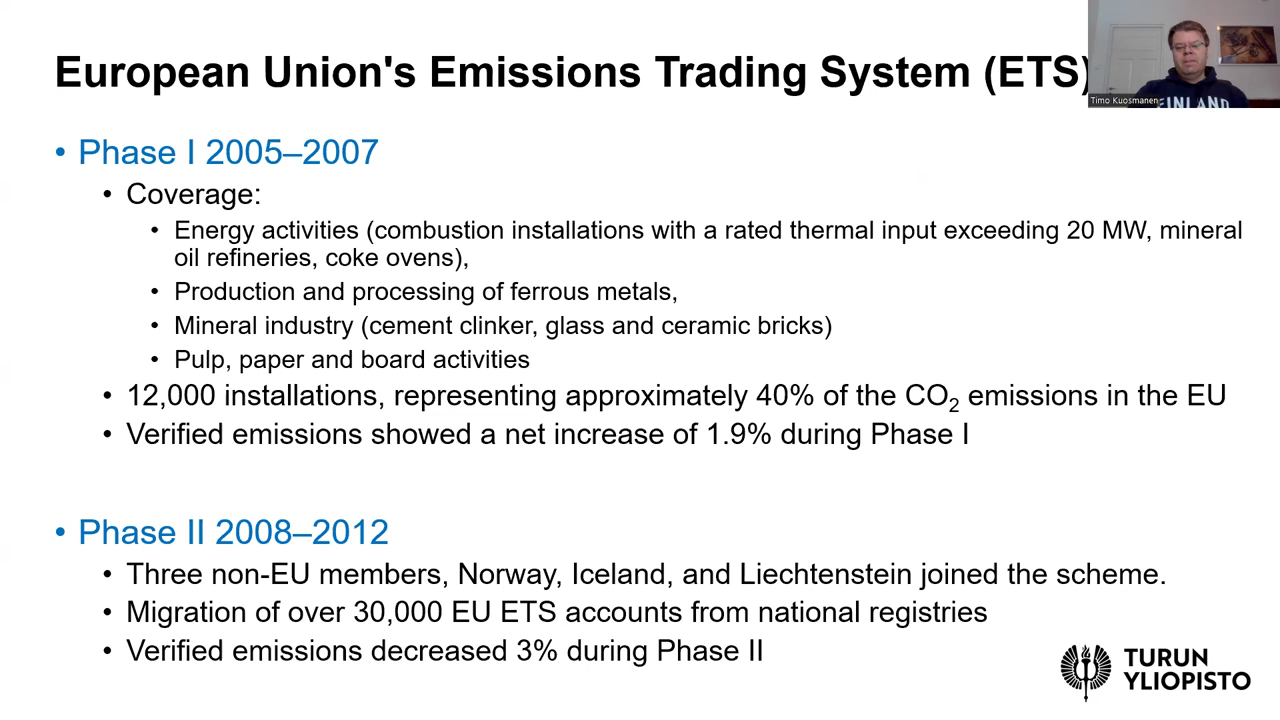 European Union's Emissions Trading System (ETS)
Timo Kuosmanen
FINLAND
• Phase I 2005–2007
• Coverage:
• Energy activities (combustion installations with a rated thermal input exceeding 20 MW, mineral
oil refineries, coke ovens),
• Production and processing of ferrous metals,
• Mineral industry (cement clinker, glass and ceramic bricks)
• Pulp, paper and board activities
• 12,000 installations, representing approximately 40% of the CO₂ emissions in the EU
• Verified emissions showed a net increase of 1.9% during Phase I
• Phase II 2008–2012
• Three non-EU members, Norway, Iceland, and Liechtenstein joined the scheme.
• Migration of over 30,000 EU ETS accounts from national registries
• Verified emissions decreased 3% during Phase II
TURUN
YLIOPISTO